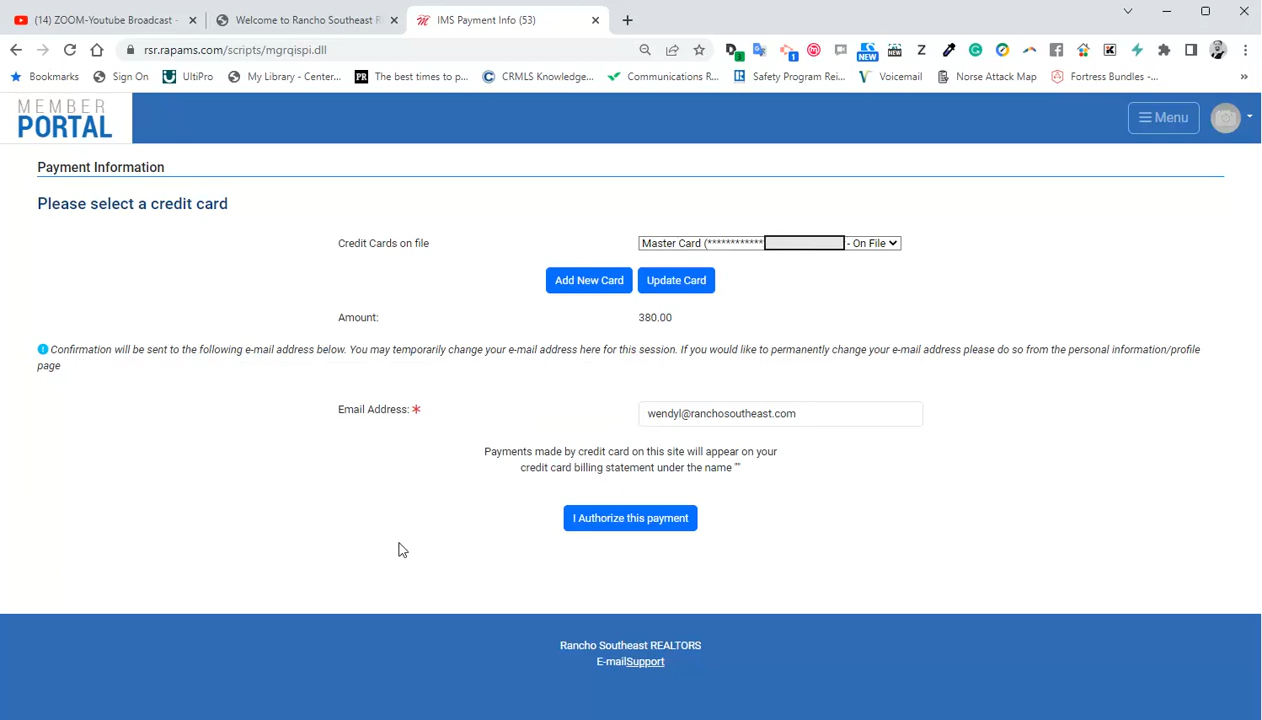 (14) ZOOM-Youtube Broadcast -
Welcome to Rancho Southeast R
IMS Payment Info (53)
rsr.rapams.com/scripts/mgrqispi.dll
Bookmarks
Sign On
UltiPro
My Library - Center...
PR
The best times to p...
CRMLS Knowledge...
Communications R...
Safety Program Rei...
Voicemail
Norse Attack Map
Fortress Bundles -...
»
MEMBER
PORTAL
Menu
Payment Information
Please select a credit card
Credit Cards on file
Master Card (************
- On File
Add New Card
Update Card
Amount:
380.00
Confirmation will be sent to the following e-mail address below. You may temporarily change your e-mail address here for this session. If you would like to permanently change your e-mail address please do so from the personal information/profile
page
Email Address: *
wendyl@ranchosoutheast.com
Payments made by credit card on this site will appear on your
credit card billing statement under the name ""
I Authorize this payment
Rancho Southeast REALTORS
E-mailSupport